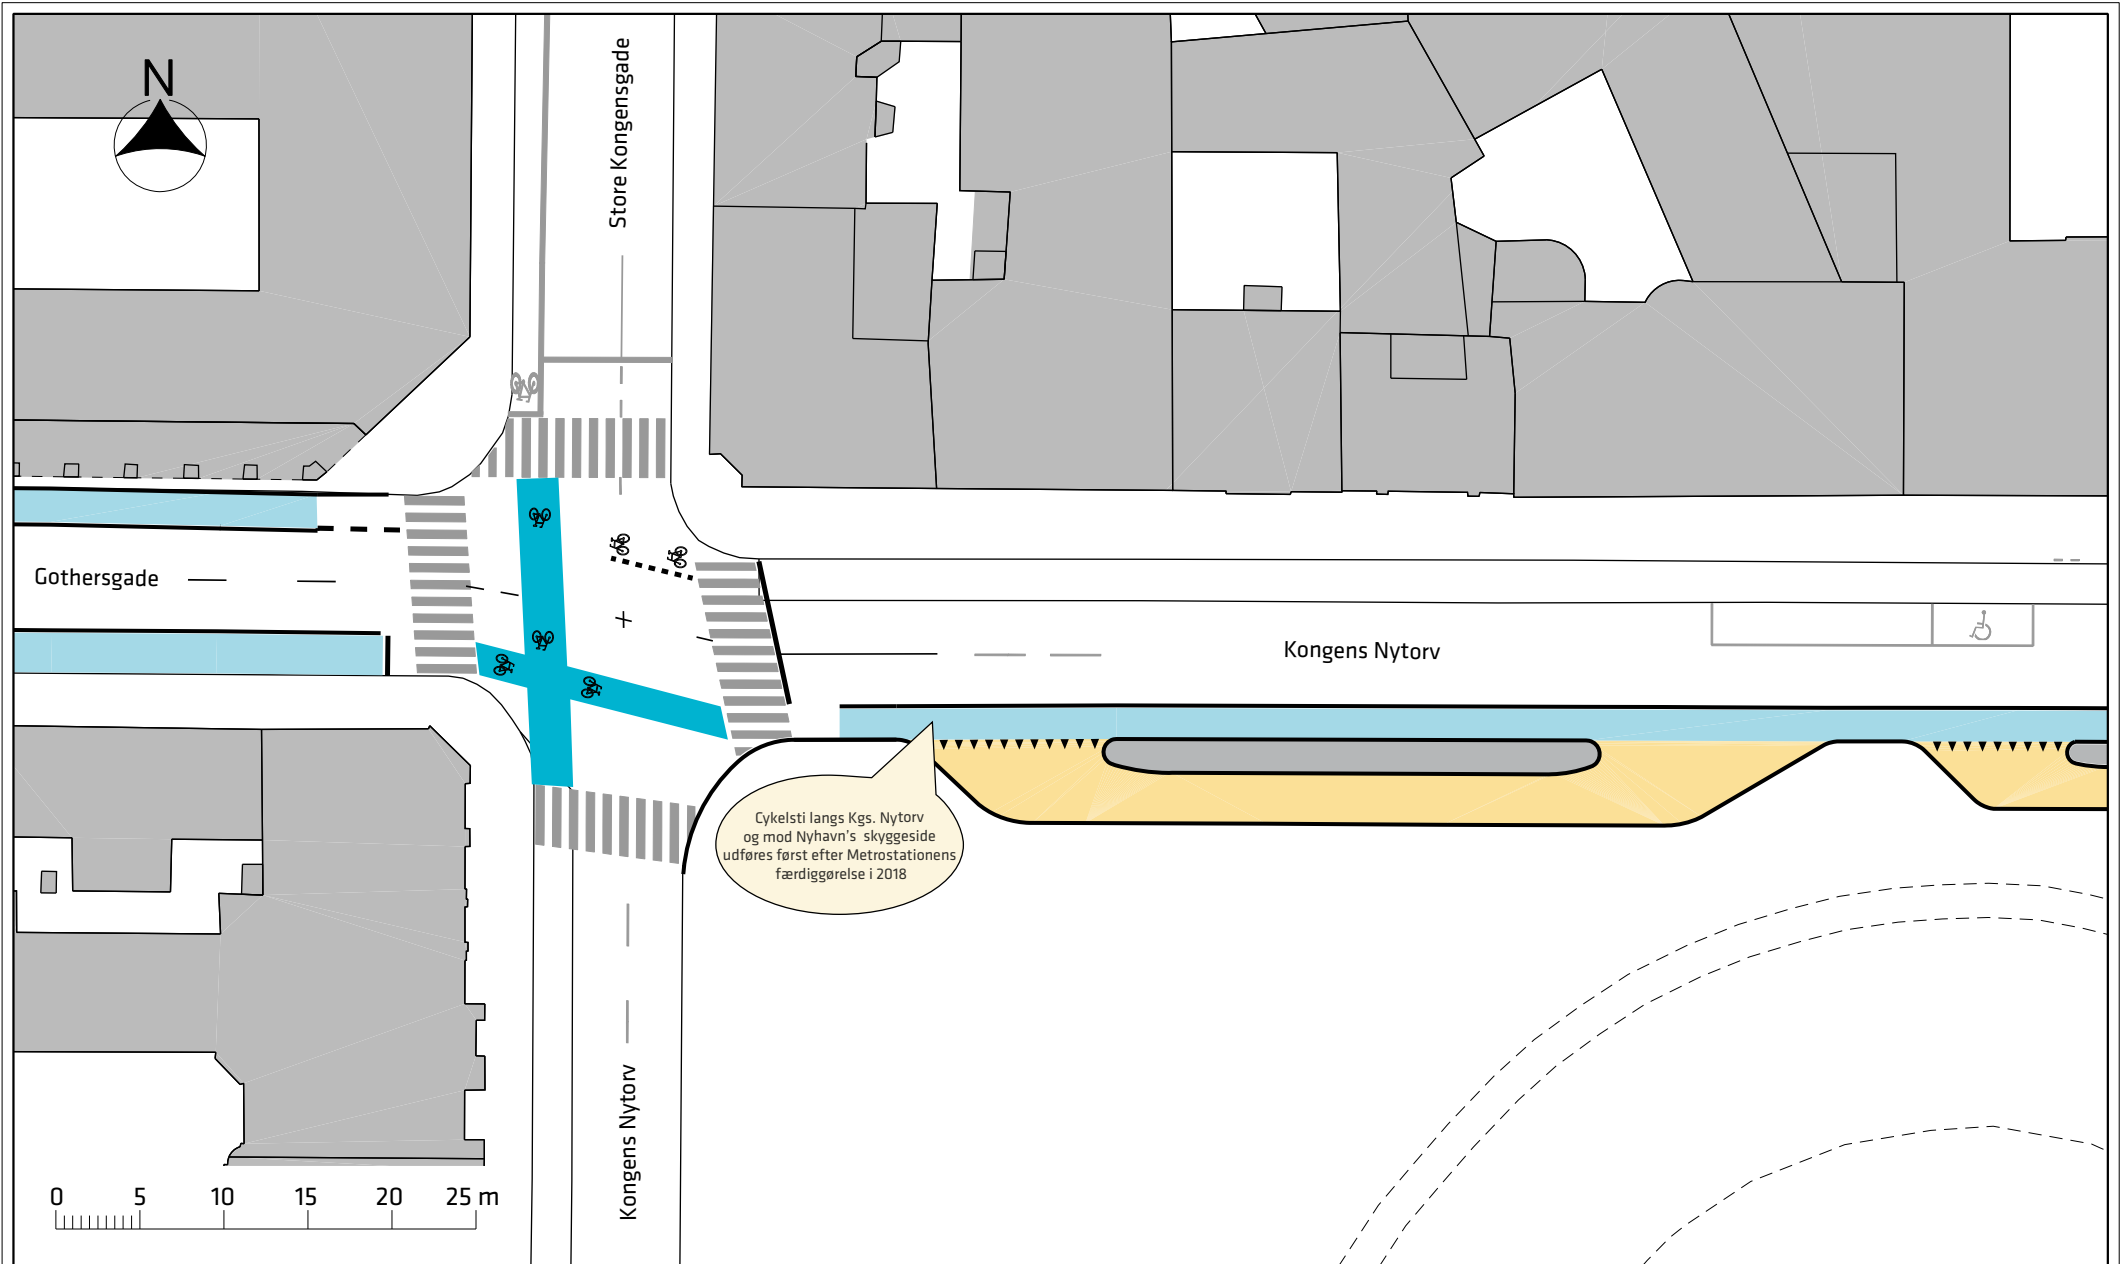 N
Store Kongensgade
Gothersgade
Kongens Nytorv
Cykelsti langs Kgs. Nytorv
og mod Nyhavn's skyggeside
udføres først efter Metrostationens
færdiggørelse i 2018
Kongens Nytorv
0 5 10 15 20 25 m